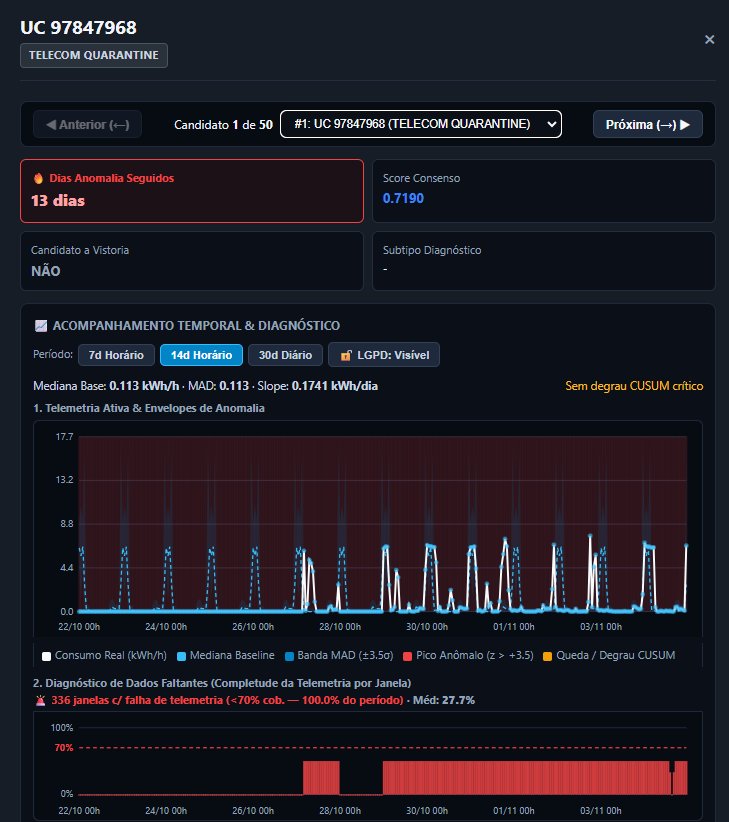 UC 97847968
TELECOM QUARANTINE
×
◀ Anterior (←)
Candidato 1 de 50
#1: UC 97847968 (TELECOM QUARANTINE)
Próxima (→) ▶
🔥 Dias Anomalia Seguidos
13 dias
Score Consenso
0.7190
Candidato a Vistoria
NÃO
Subtipo Diagnóstico
-
📈 ACOMPANHAMENTO TEMPORAL & DIAGNÓSTICO
Período: 7d Horário 14d Horário 30d Diário 🔓 LGPD: Visível
Mediana Base: 0.113 kWh/h · MAD: 0.113 · Slope: 0.1741 kWh/dia
Sem degrau CUSUM crítico
1. Telemetria Ativa & Envelopes de Anomalia
17.7
13.2
8.8
4.4
0.0
22/10 00h 24/10 00h 26/10 00h 28/10 00h 30/10 00h 01/11 00h 03/11 00h
Consumo Real (kWh/h) Mediana Baseline Banda MAD (±3.5σ) Pico Anômalo (z > +3.5) Queda / Degrau CUSUM
2. Diagnóstico de Dados Faltantes (Completude da Telemetria por Janela)
🚨 336 janelas c/ falha de telemetria (<70% cob. — 100.0% do período) · Méd: 27.7%
100%
70%
0%
22/10 00h 24/10 00h 26/10 00h 28/10 00h 30/10 00h 01/11 00h 03/11 00h